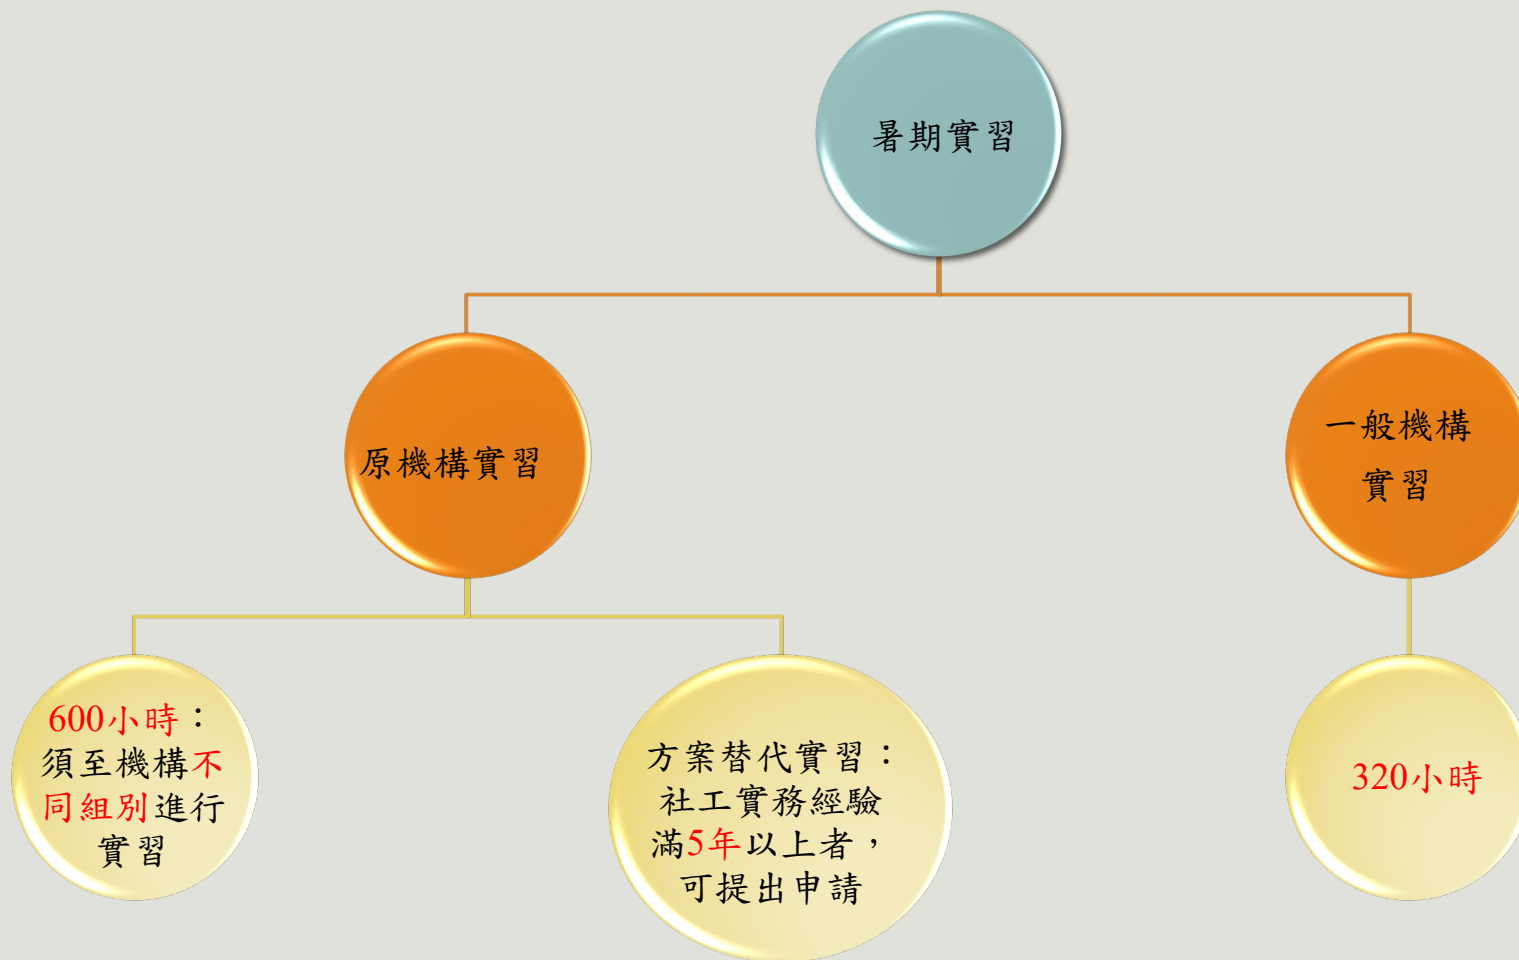 暑期實習
原機構實習
一般機構
實習
600小時：
須至機構不
同組別進行
實習
方案替代實習：
社工實務經驗
滿5年以上者，
可提出申請
320小時